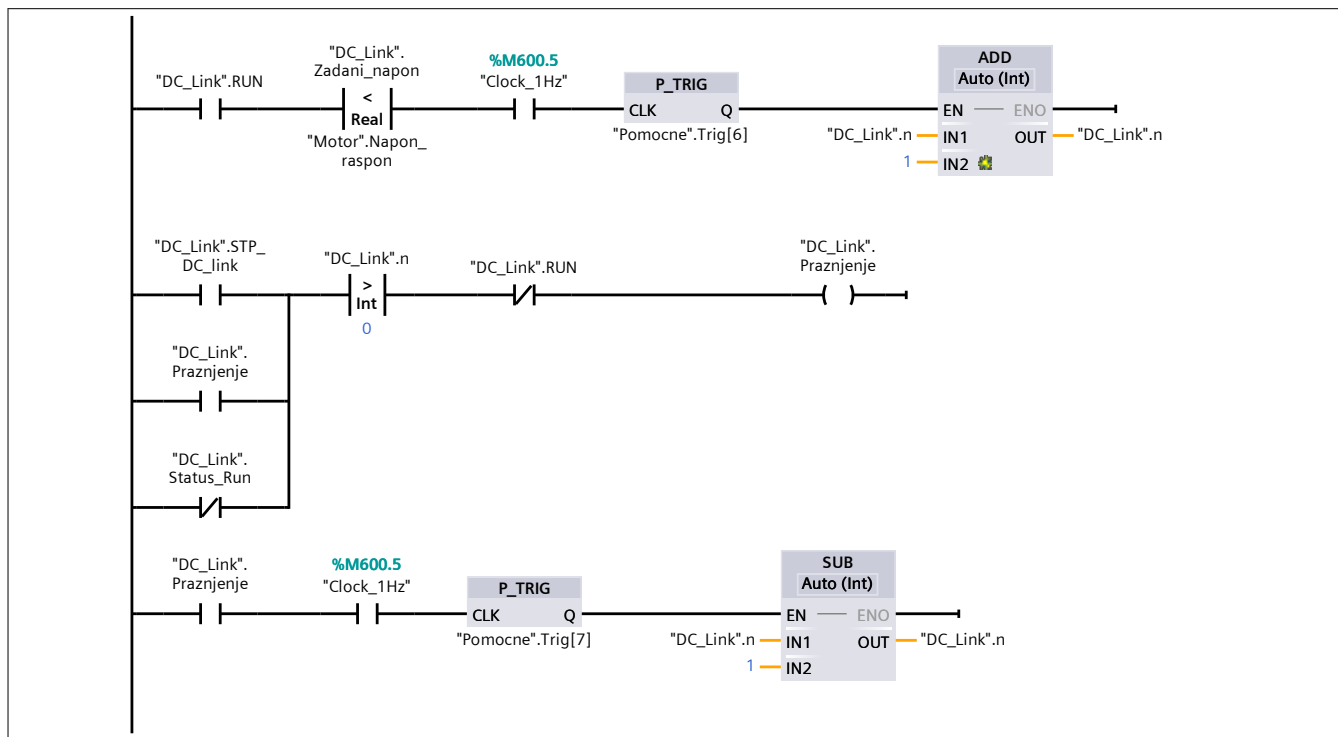 "DC_Link".RUN
"DC_Link".
Zadani_napon
<
Real
"Motor".Napon_
raspon
%M600.5
"Clock_1Hz"
P_TRIG
CLK Q
"Pomocne".Trig[6]
ADD
Auto (Int)
EN ENO
"DC_Link".n IN1 OUT "DC_Link".n
1 IN2
"DC_Link".STP_
DC_link
"DC_Link".n
>
Int
0
"DC_Link".RUN
"DC_Link".
Praznjenje
"DC_Link".
Praznjenje
"DC_Link".
Status_Run
"DC_Link".
Praznjenje
%M600.5
"Clock_1Hz"
P_TRIG
CLK Q
"Pomocne".Trig[7]
SUB
Auto (Int)
EN ENO
"DC_Link".n IN1 OUT "DC_Link".n
1 IN2